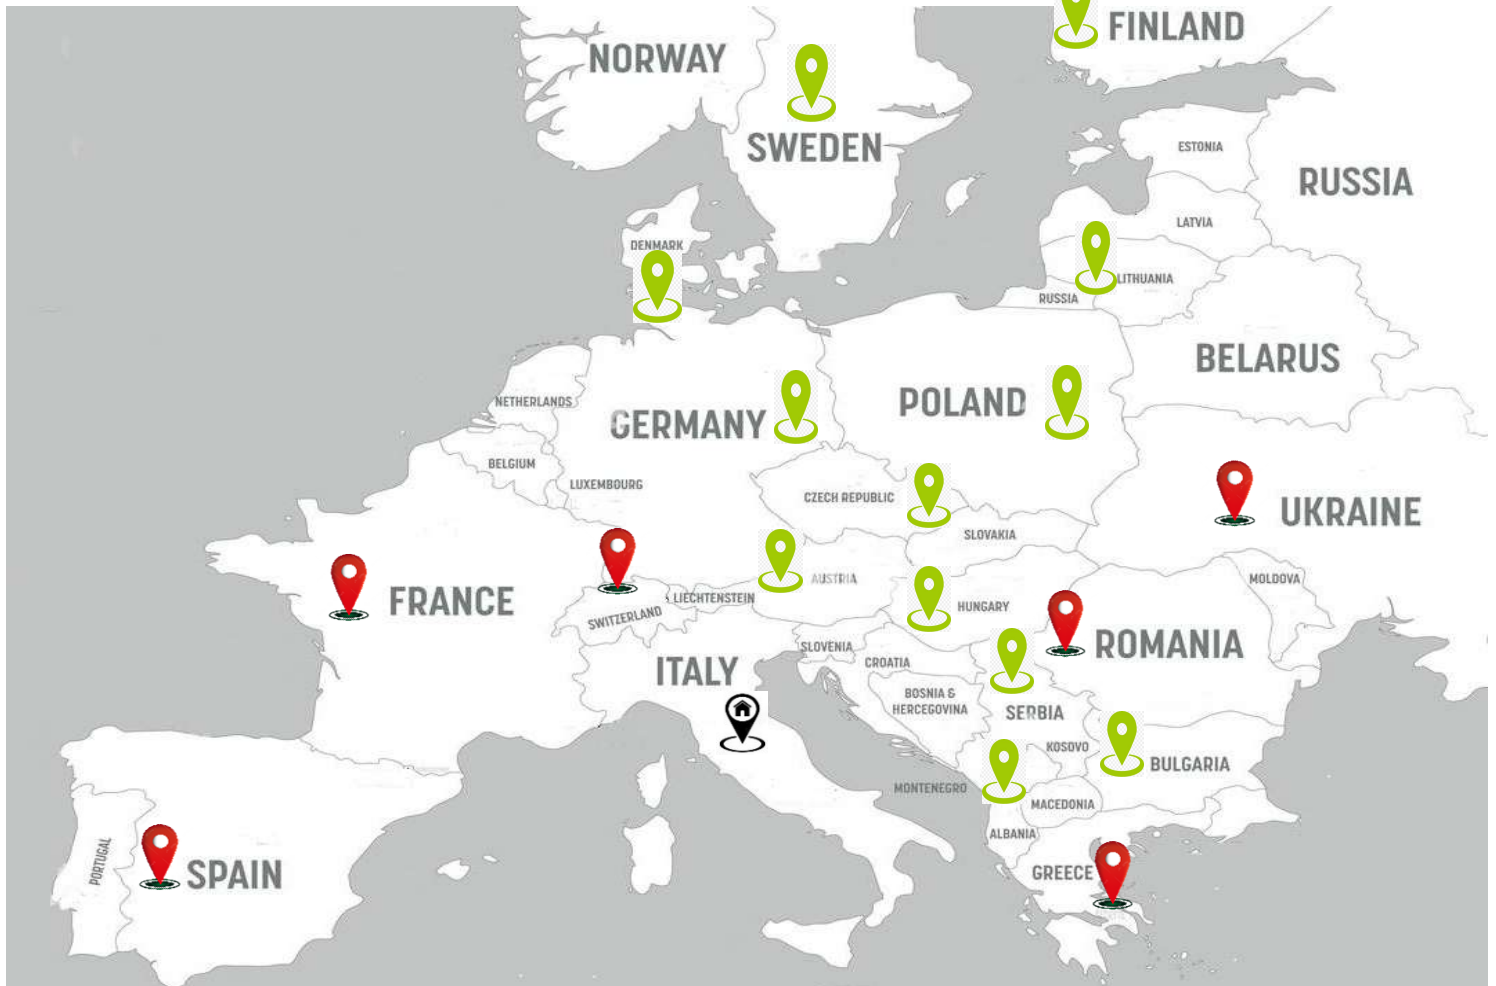 FINLAND
NORWAY
SWEDEN
ESTONIA
RUSSIA
LATVIA
DENMARK
LITHUANIA
RUSSIA
BELARUS
NETHERLANDS
POLAND
GERMANY
BELGIUM
LUXEMBOURG
CZECH REPUBLIC
UKRAINE
SLOVAKIA
AUSTRIA
MOLDOVA
FRANCE
LIECHTENSTEIN
SWITZERLAND
HUNGARY
ROMANIA
SLOVENIA
CROATIA
ITALY
BOSNIA &
HERCEGOVINA
SERBIA
KOSOVO
BULGARIA
MONTENEGRO
MACEDONIA
ALBANIA
PORTUGAL
SPAIN
GREECE